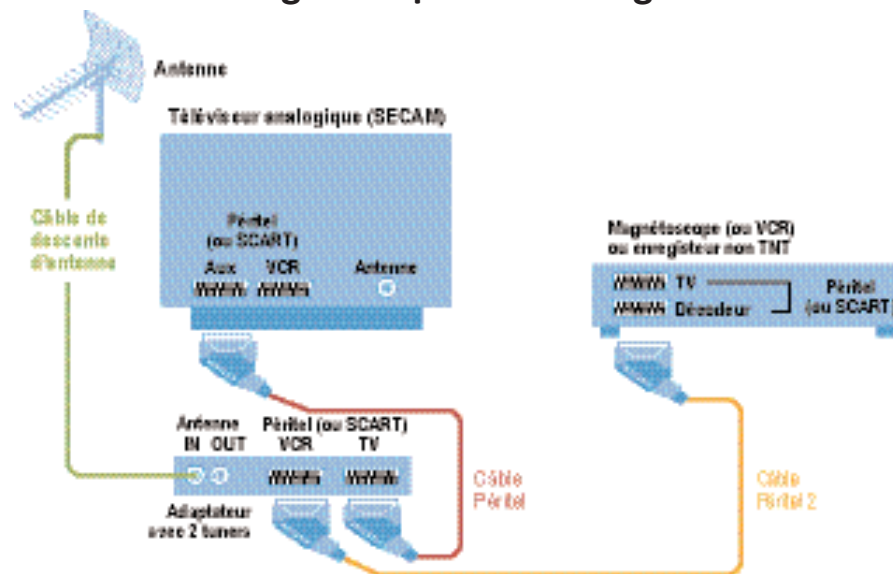 Antenne
Téléviseur analogique (SECAM)
Câble de
descente
d'antenne
Péritel
(ou SCART)
Aux VCR
Antenne
Magnétoscope (ou VCR)
ou enregisteur non TNT
TV
Décodeur
Péritel
(ou SCART)
Antenne
IN OUT
Péritel (ou SCART)
VCR TV
Adaptateur
avec 2 tuners
Câble
Péritel
Câble
Péritel 2